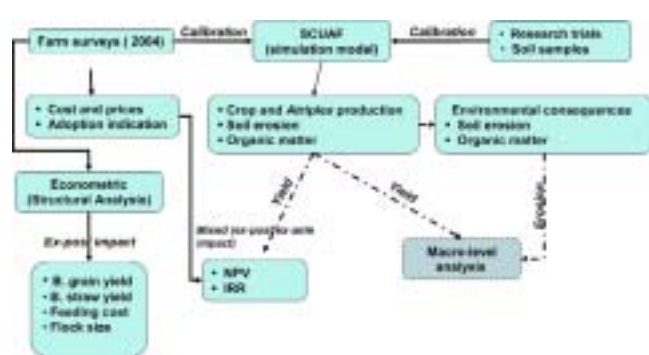 Farm surveys ( 2004)
Calibration
SCUAF
(simulation model)
Calibration
• Research trials
• Soil samples
• Cost and prices
• Adoption indication
• Crop and Atriplex production
• Soil erosion
• Organic matter
Environmental consequences
• Soil erosion
• Organic matter
Econometric
(Structural Analysis)
Yield
Yield
Erosion
Mixed (ex-post/ex-ante
impact)
Ex-post impact
• NPV
• IRR
Macro-level
analysis
• B. grain yield
• B. straw yield
• Feeding cost
• Flock size